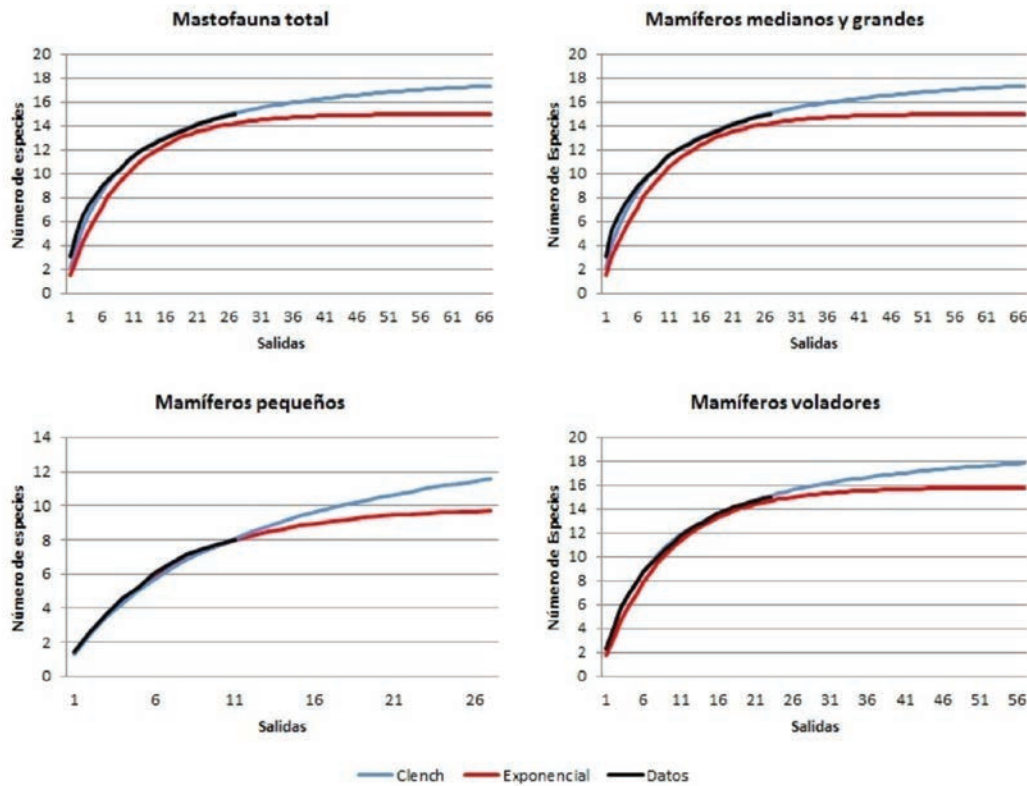 Mastofauna total
Número de especies
20
18
16
14
12
10
8
6
4
2
0
1 6 11 16 21 26 31 36 41 46 51 56 61 66
Salidas
Mamíferos medianos y grandes
Número de Especies
20
18
16
14
12
10
8
6
4
2
0
1 6 11 16 21 26 31 36 41 46 51 56 61 66
Salidas
Mamíferos pequeños
Número de especies
14
12
10
8
6
4
2
0
1 6 11 16 21 26
Salidas
Mamíferos voladores
Número de Especies
20
18
16
14
12
10
8
6
4
2
0
1 6 11 16 21 26 31 36 41 46 51 56
Salidas
Clench Exponencial Datos